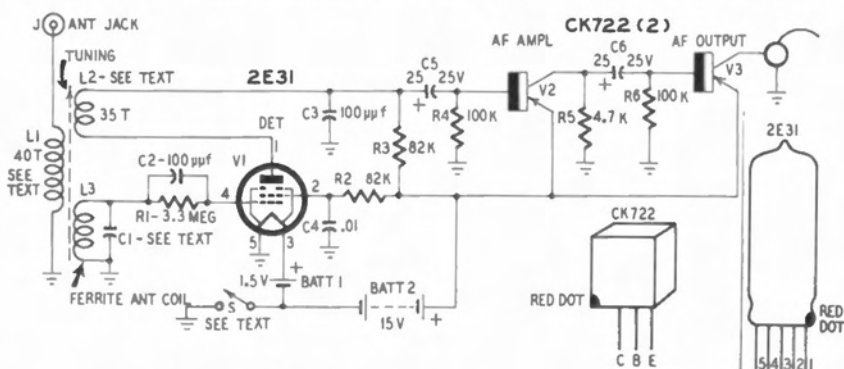 J
ANT JACK
TUNING
L2-SEE TEXT
35T
L1
40T
SEE
TEXT
L3
C2-100μμf
R1-3.3 MEG
C1-SEE TEXT
FERRITE ANT COIL
2E31
DET
V1
1
4
2
5
3
C3
100μμf
R3
82K
R2
82K
C4
.01
1.5V
+
BATT 1
S
SEE TEXT
BATT 2
15V
+
C5
25
25V
+
R4
100K
AF AMPL
V2
CK722(2)
C6
25
25V
+
R5
4.7K
R6
100K
AF OUTPUT
V3
CK722
RED DOT
C B E
2E31
RED
DOT
5 4 3 2 1